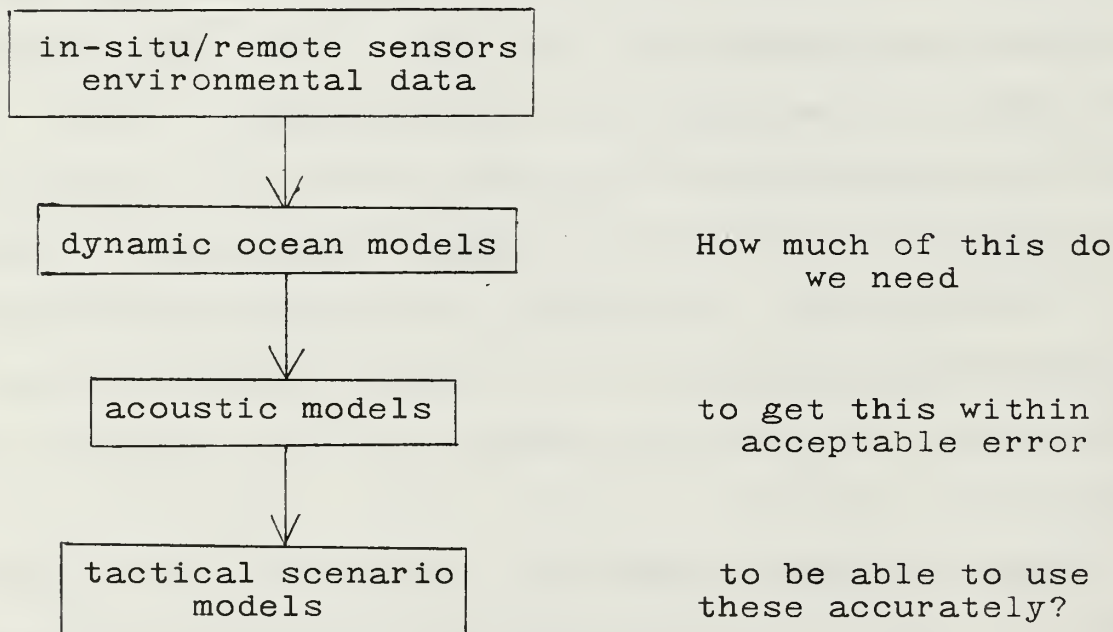 in-situ/remote sensors
environmental data
dynamic ocean models
How much of this do
we need
acoustic models
to get this within
acceptable error
tactical scenario
models
to be able to use
these accurately?